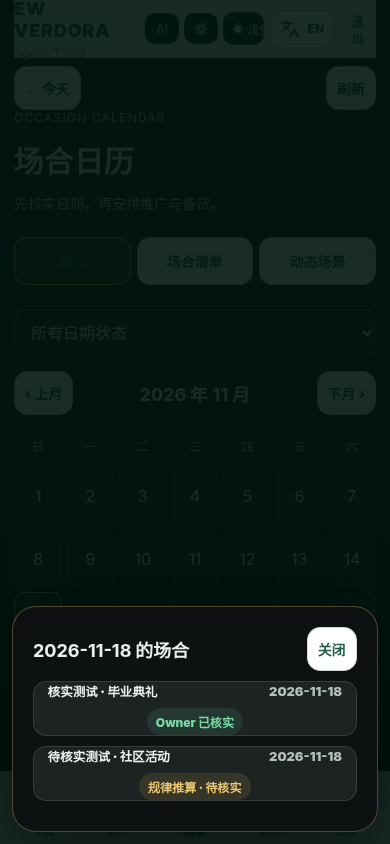 EW
VERDORA
Agent 工作台
AI
EN
退
出
← 今天
刷新
OCCASION CALENDAR
场合日历
先核实日期，再安排推广与备货。
月历
场合清单
动态场景
所有日期状态
‹ 上月
2026 年 11 月
下月 ›
日 一 二 三 四 五 六
1 2 3 4 5 6 7
8 9 10 11 12 13 14
2026-11-18 的场合
关闭
核实测试 · 毕业典礼 2026-11-18
Owner 已核实
待核实测试 · 社区活动 2026-11-18
规律推算 · 待核实